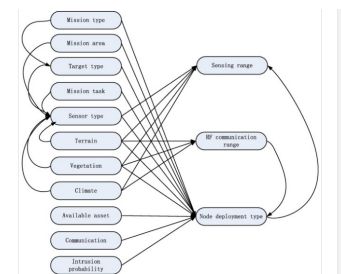 Mission type
Mission area
Target type
Mission task
Sensor type
Terrain
Vegetation
Climate
Available asset
Communication
Intrusion
probability
Sensing range
RF communication
range
Node deployment type